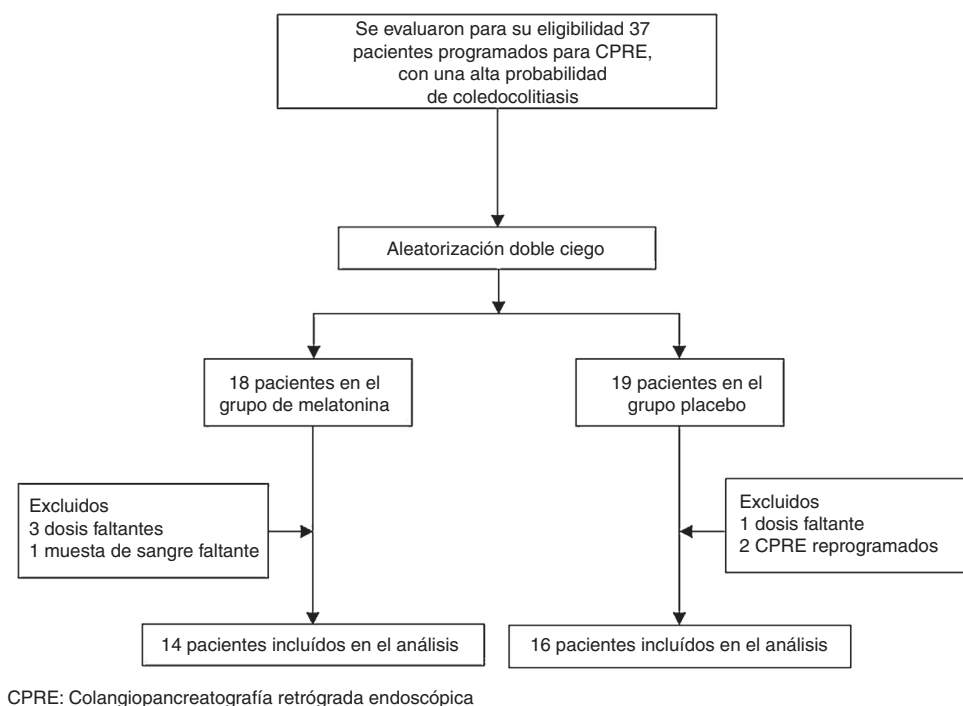 Se evaluaron para su eligibilidad 37
pacientes programados para CPRE,
con una alta probabilidad
de coledocolitiasis
Aleatorización doble ciego
18 pacientes en el
grupo de melatonina
19 pacientes en el
grupo placebo
Excluidos
3 dosis faltantes
1 muesta de sangre faltante
Excluidos
1 dosis faltante
2 CPRE reprogramados
14 pacientes incluídos en el análisis
16 pacientes incluídos en el análisis
CPRE: Colangiopancreatografía retrógrada endoscópica